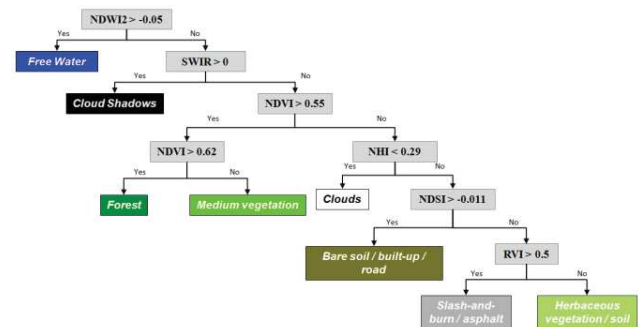 NDWI2 > -0.05
Yes
No
Free Water
SWIR > 0
Yes
No
Cloud Shadows
NDVI > 0.55
Yes
No
NDVI > 0.62
NHI < 0.29
Yes
No
Yes
No
Forest
Medium vegetation
Clouds
NDSI > -0.011
Yes
No
Bare soil / built-up /
road
RVI > 0.5
Yes
No
Slash-and-
burn / asphalt
Herbaceous
vegetation / soil